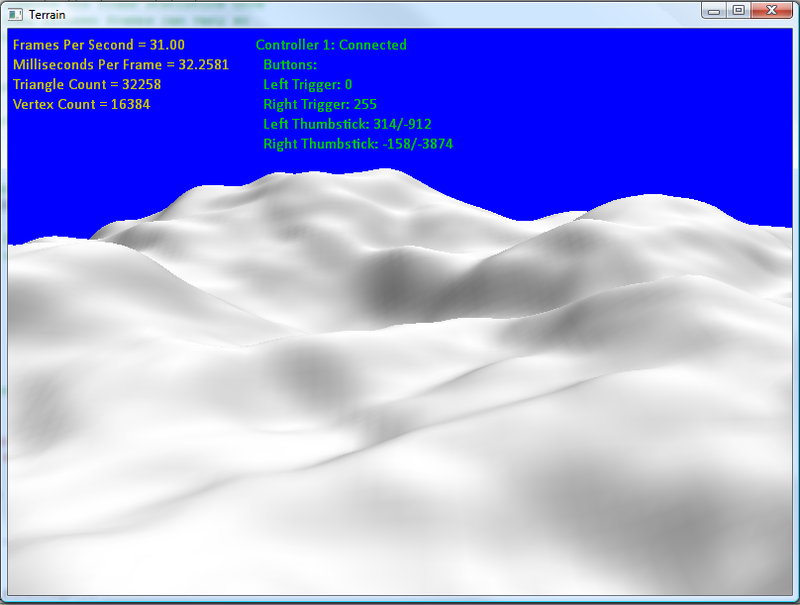 Terrain
Frames Per Second = 31.00
Milliseconds Per Frame = 32.2581
Triangle Count = 32258
Vertex Count = 16384
Controller 1: Connected
Buttons:
Left Trigger: 0
Right Trigger: 255
Left Thumbstick: 314/-912
Right Thumbstick: -158/-3874